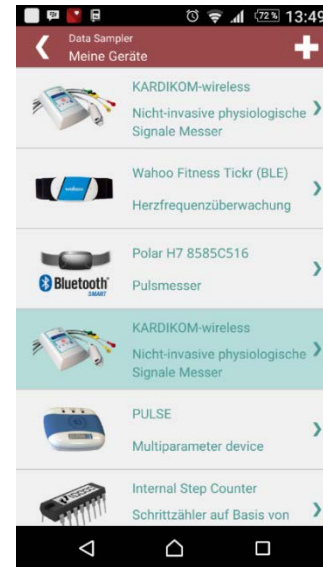 72% 13:49
Data Sampler
Meine Geräte
KARDIKOM-wireless
Nicht-invasive physiologische
Signale Messer
Wahoo Fitness Tickr (BLE)
Herzfrequenzüberwachung
Polar H7 8585C516
Bluetooth
SMART
Pulsmesser
KARDIKOM-wireless
Nicht-invasive physiologische
Signale Messer
PULSE
Multiparameter device
Internal Step Counter
Schrittzähler auf Basis von